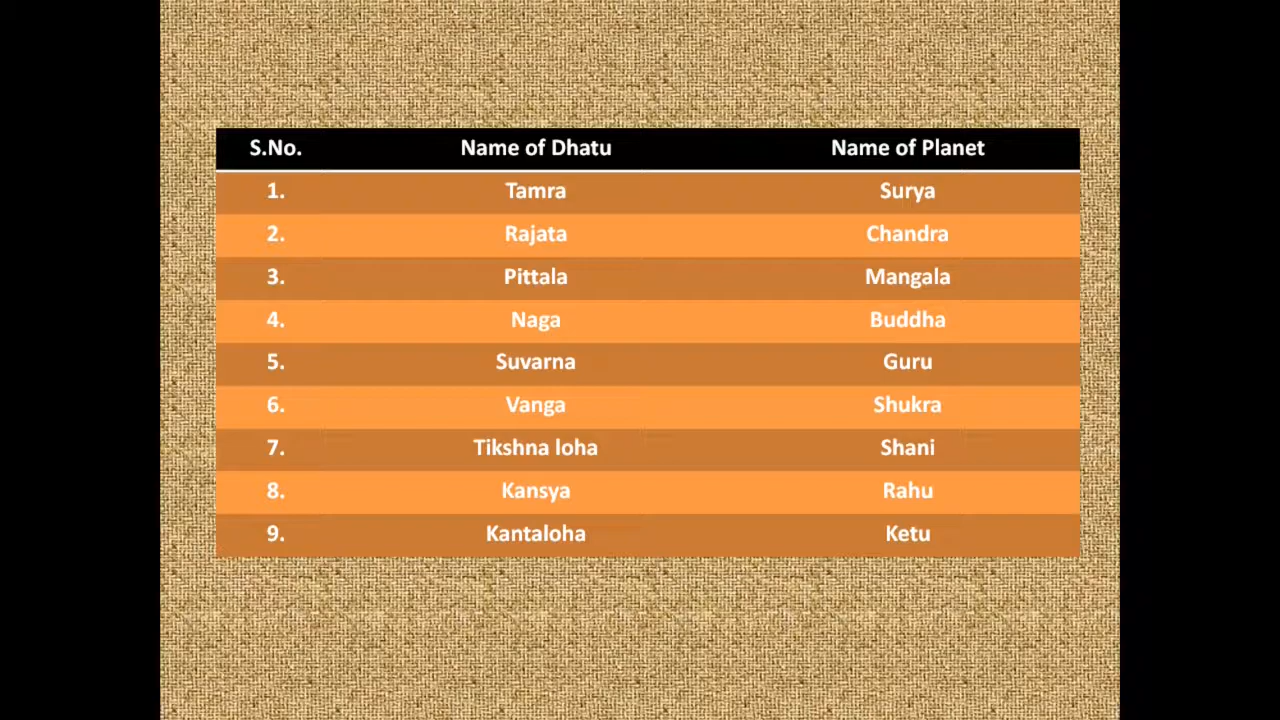 S.No. Name of Dhatu Name of Planet
1. Tamra Surya
2. Rajata Chandra
3. Pittala Mangala
4. Naga Buddha
5. Suvarna Guru
6. Vanga Shukra
7. Tikshna loha Shani
8. Kansya Rahu
9. Kantaloha Ketu